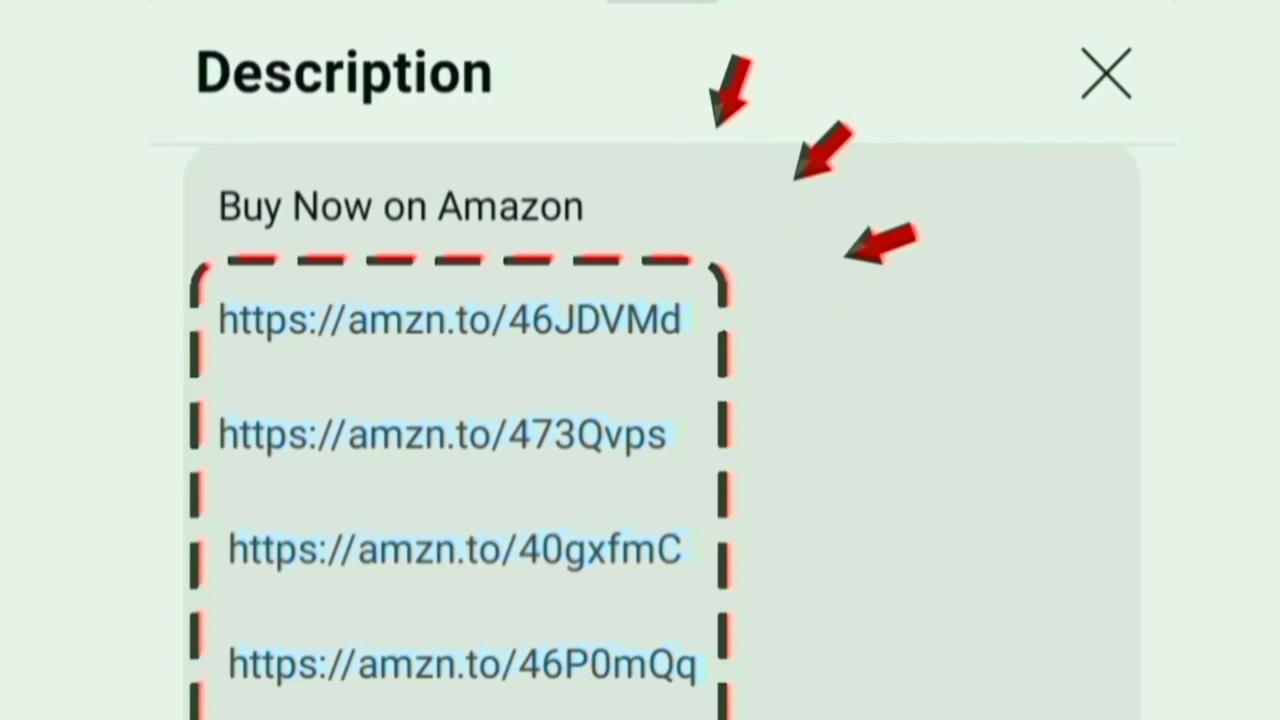 Description
Buy Now on Amazon
https://amzn.to/46JDVMd
https://amzn.to/473Qvps
https://amzn.to/40gxfmC
https://amzn.to/46P0mQq